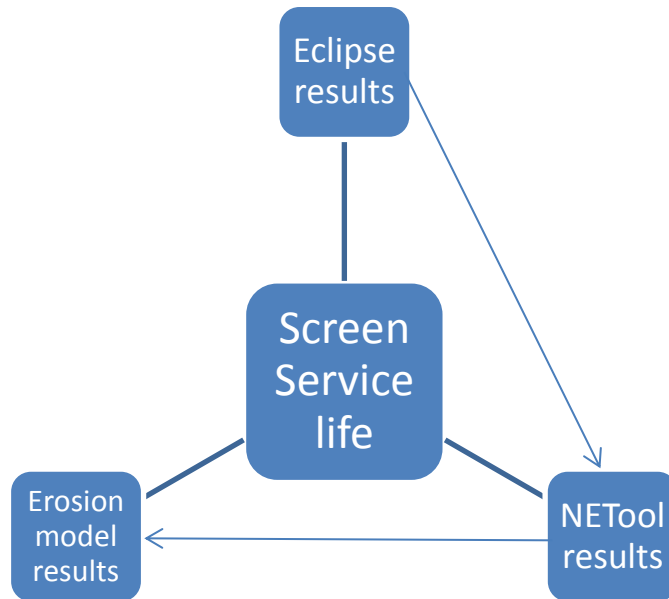 Eclipse
results
Screen
Service
life
Erosion
model
results
NETool
results